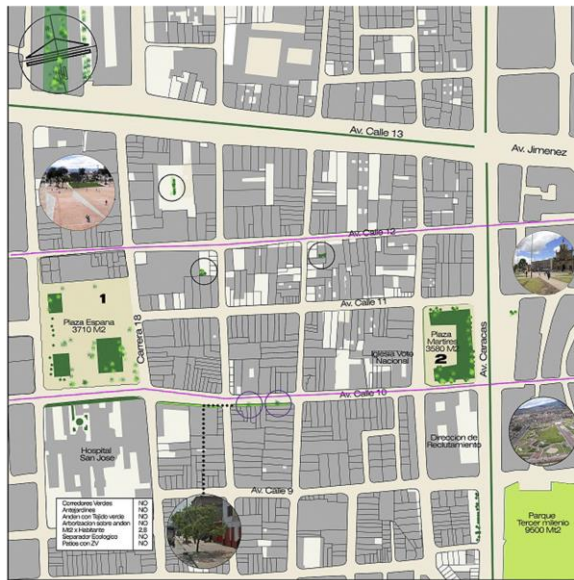 Av. Calle 13
Av. Jimenez
Av. Calle 12
1
Plaza Espana
3710 M2
Carrera 18
Av. Calle 11
Plaza
Martires
3580 M2
2
Iglesia Voto
Nacional
Av. Caracas
Av. Calle 10
Hospital
San Jose
Direccion de
Reclutamiento
Av. Calle 9
Corredores Verdes: NO
Antejardines NO
Anden con Tejido verde NO
Arborizacion sobre anden NO
Mt2 x Habitante 2.6
Separador Ecologico NO
Patios con ZV NO
Parque
Tercer milenio
9500 Mt2